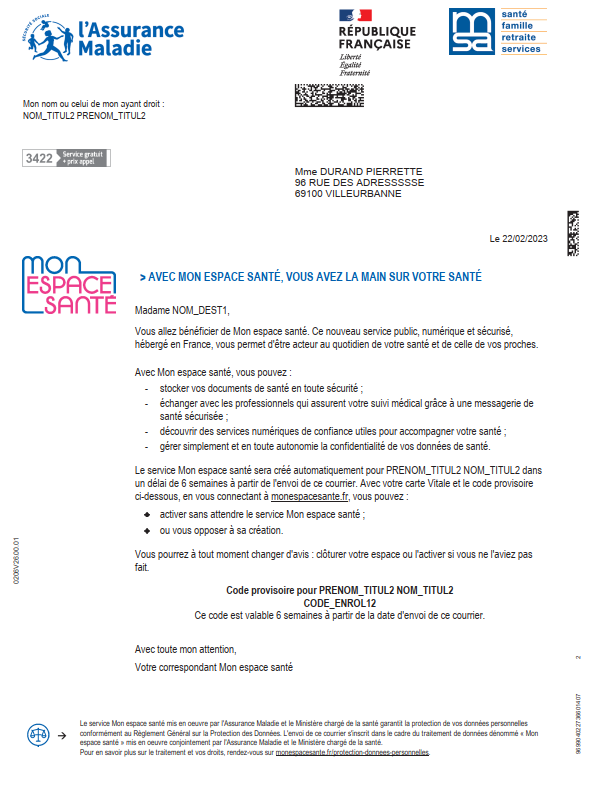 SÉCURITÉ SOCIALE
l'Assurance
Maladie
RÉPUBLIQUE
FRANÇAISE
Liberté
Égalité
Fraternité
msa
santé
famille
retraite
services
Mon nom ou celui de mon ayant droit :
NOM_TITUL2 PRENOM_TITUL2
3422 Service gratuit
+ prix appel
Mme DURAND PIERRETTE
96 RUE DES ADRESSSSSE
69100 VILLEURBANNE
Le 22/02/2023
MON
ESPACE
SANTÉ
> AVEC MON ESPACE SANTÉ, VOUS AVEZ LA MAIN SUR VOTRE SANTÉ
Madame NOM_DEST1,
Vous allez bénéficier de Mon espace santé. Ce nouveau service public, numérique et sécurisé,
hébergé en France, vous permet d'être acteur au quotidien de votre santé et de celle de vos proches.
Avec Mon espace santé, vous pouvez :
- stocker vos documents de santé en toute sécurité ;
- échanger avec les professionnels qui assurent votre suivi médical grâce à une messagerie de
santé sécurisée ;
- découvrir des services numériques de confiance utiles pour accompagner votre santé ;
- gérer simplement et en toute autonomie la confidentialité de vos données de santé.
Le service Mon espace santé sera créé automatiquement pour PRENOM_TITUL2 NOM_TITUL2 dans
un délai de 6 semaines à partir de l'envoi de ce courrier. Avec votre carte Vitale et le code provisoire
ci-dessous, en vous connectant à monespacesante.fr, vous pouvez :
◆ activer sans attendre le service Mon espace santé ;
◆ ou vous opposer à sa création.
Vous pourrez à tout moment changer d'avis : clôturer votre espace ou l'activer si vous ne l'aviez pas
fait.
Code provisoire pour PRENOM_TITUL2 NOM_TITUL2
CODE_ENROL12
Ce code est valable 6 semaines à partir de la date d'envoi de ce courrier.
Avec toute mon attention,
Votre correspondant Mon espace santé
0206V2600.01
2
Le service Mon espace santé mis en oeuvre par l'Assurance Maladie et le Ministère chargé de la santé garantit la protection de vos données personnelles
conformément au Règlement Général sur la Protection des Données. L'envoi de ce courrier s'inscrit dans le cadre du traitement de données dénommé « Mon
espace santé » mis en oeuvre conjointement par l'Assurance Maladie et le Ministère chargé de la santé.
Pour en savoir plus sur le traitement et vos droits, rendez-vous sur monespacesante.fr/protection-donnees-personnelles.